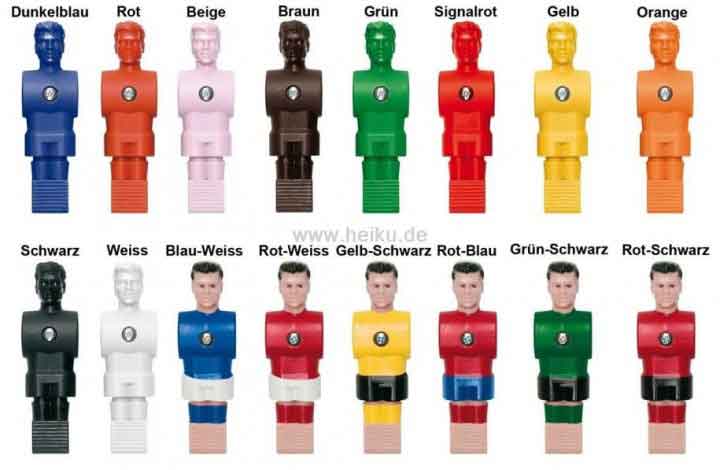 Dunkelblau Rot Beige Braun Grün Signalrot Gelb Orange
www.heiku.de
Schwarz Weiss Blau-Weiss Rot-Weiss Gelb-Schwarz Rot-Blau Grün-Schwarz Rot-Schwarz